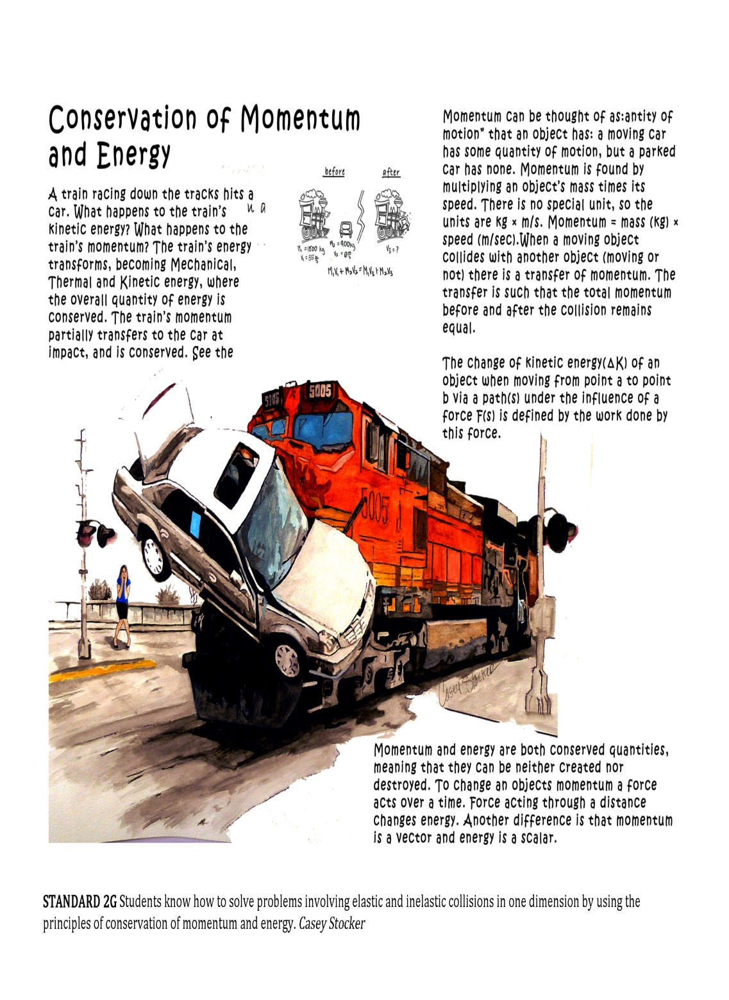 Conservation of Momentum
and Energy
A train racing down the tracks hits a
car. What happens to the train's
kinetic energy? What happens to the
train's momentum? The train's energy
transforms, becoming Mechanical,
Thermal and Kinetic energy, where
the overall quantity of energy is
conserved. The train's momentum
partially transfers to the car at
impact, and is conserved. See the
before
after
M₁ =1500 kg
V₁ = 35 m/s
M₂ = 900kg
V₂ = 0 m/s
V₃ = ?
M₁V₁ + M₂V₂ = M₁V₃ + M₂V₃
Momentum can be thought of as:antity of
motion" that an object has: a moving car
has some quantity of motion, but a parked
car has none. Momentum is found by
multiplying an object's mass times its
speed. There is no special unit, so the
units are kg × m/s. Momentum = mass (kg) ×
speed (m/sec).When a moving object
collides with another object (moving or
not) there is a transfer of momentum. The
transfer is such that the total momentum
before and after the collision remains
equal.
The change of kinetic energy(ΔK) of an
object when moving from point a to point
b via a path(s) under the influence of a
force F(s) is defined by the work done by
this force.
5005
5005
Casey Stocker
Momentum and energy are both conserved quantities,
meaning that they can be neither created nor
destroyed. To change an objects momentum a force
acts over a time. Force acting through a distance
changes energy. Another difference is that momentum
is a vector and energy is a scalar.
STANDARD 2G Students know how to solve problems involving elastic and inelastic collisions in one dimension by using the
principles of conservation of momentum and energy. Casey Stocker